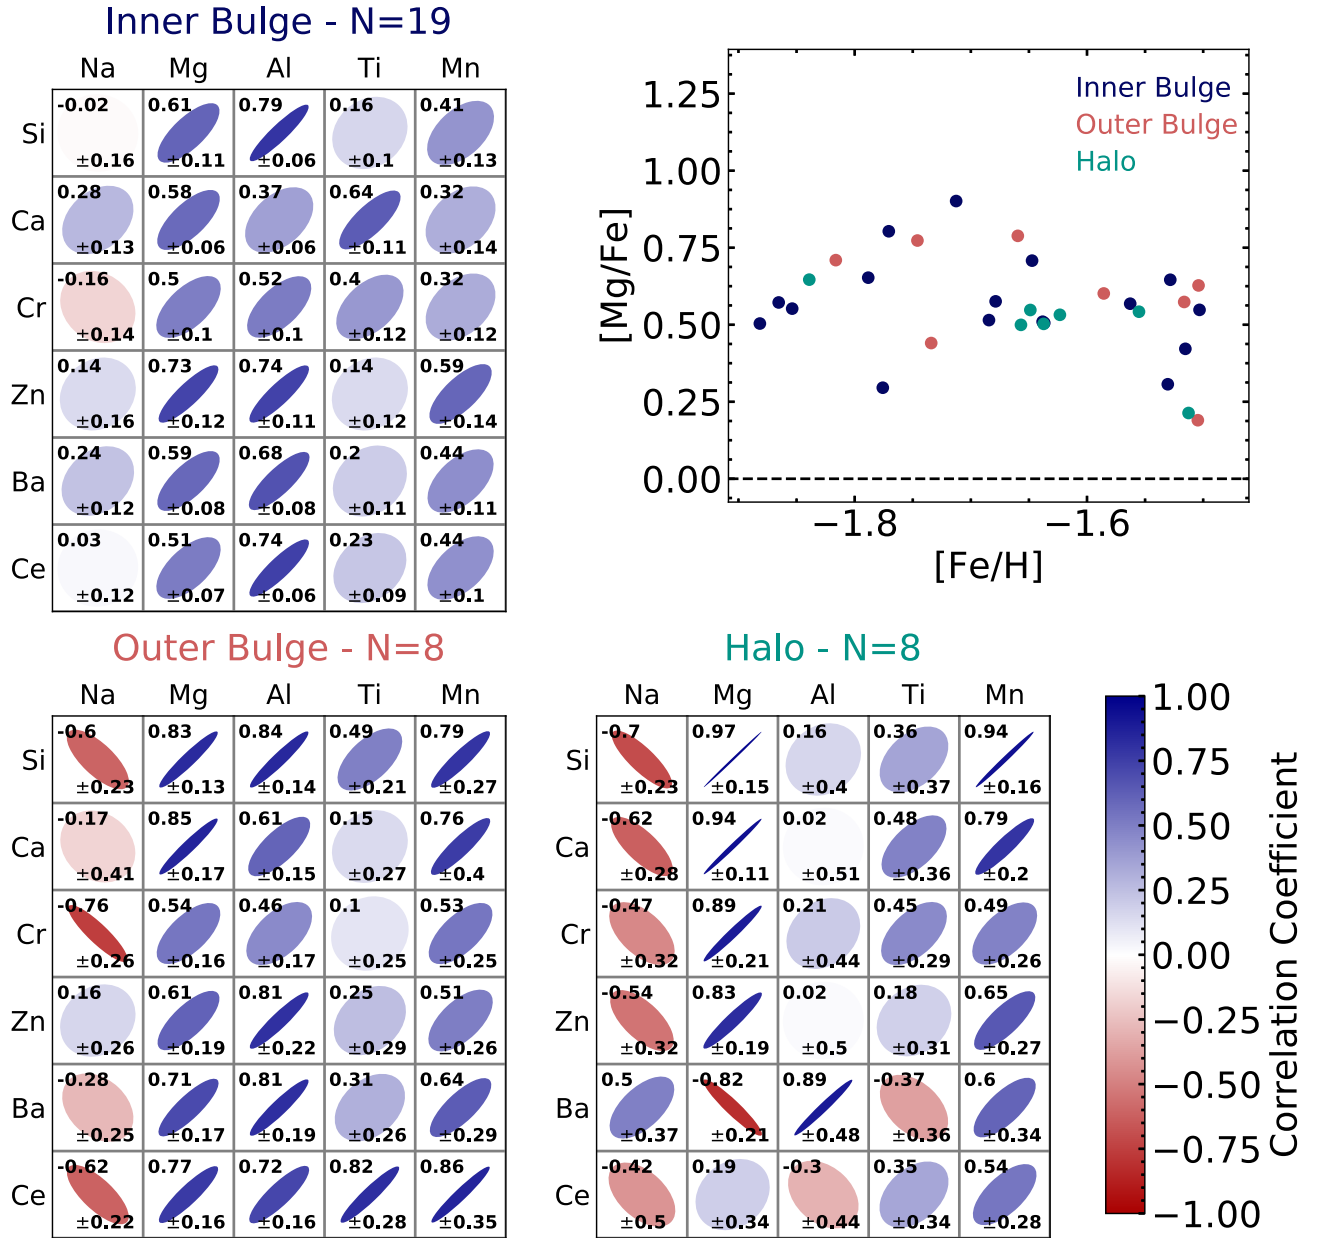 Inner Bulge - N=19
Na Mg Al Ti Mn
Si -0.02 0.61 0.79 0.16 0.41
±0.16 ±0.11 ±0.06 ±0.1 ±0.13
Ca 0.28 0.58 0.37 0.64 0.32
±0.13 ±0.06 ±0.06 ±0.11 ±0.14
Cr -0.16 0.5 0.52 0.4 0.32
±0.14 ±0.1 ±0.1 ±0.12 ±0.12
Zn 0.14 0.73 0.74 0.14 0.59
±0.16 ±0.12 ±0.11 ±0.12 ±0.14
Ba 0.24 0.59 0.68 0.2 0.44
±0.12 ±0.08 ±0.08 ±0.11 ±0.11
Ce 0.03 0.51 0.74 0.23 0.44
±0.12 ±0.07 ±0.06 ±0.09 ±0.1
[Mg/Fe]
1.25
1.00
0.75
0.50
0.25
0.00
Inner Bulge
Outer Bulge
Halo
−1.8 −1.6
[Fe/H]
Outer Bulge - N=8
Na Mg Al Ti Mn
Si -0.6 0.83 0.84 0.49 0.79
±0.23 ±0.13 ±0.14 ±0.21 ±0.27
Ca -0.17 0.85 0.61 0.15 0.76
±0.41 ±0.17 ±0.15 ±0.27 ±0.4
Cr -0.76 0.54 0.46 0.1 0.53
±0.26 ±0.16 ±0.17 ±0.25 ±0.25
Zn 0.16 0.61 0.81 0.25 0.51
±0.26 ±0.19 ±0.22 ±0.29 ±0.26
Ba -0.28 0.71 0.81 0.31 0.64
±0.25 ±0.17 ±0.19 ±0.26 ±0.29
Ce -0.62 0.77 0.72 0.82 0.86
±0.22 ±0.16 ±0.16 ±0.28 ±0.35
Halo - N=8
Na Mg Al Ti Mn
Si -0.7 0.97 0.16 0.36 0.94
±0.23 ±0.15 ±0.4 ±0.37 ±0.16
Ca -0.62 0.94 0.02 0.48 0.79
±0.28 ±0.11 ±0.51 ±0.36 ±0.2
Cr -0.47 0.89 0.21 0.45 0.49
±0.32 ±0.21 ±0.44 ±0.29 ±0.26
Zn -0.54 0.83 0.02 0.18 0.65
±0.32 ±0.19 ±0.5 ±0.31 ±0.27
Ba 0.5 -0.82 0.89 -0.37 0.6
±0.37 ±0.21 ±0.48 ±0.36 ±0.34
Ce -0.42 0.19 -0.3 0.35 0.54
±0.5 ±0.34 ±0.44 ±0.34 ±0.28
1.00
0.75
0.50
0.25
0.00
−0.25
−0.50
−0.75
−1.00
Correlation Coefficient